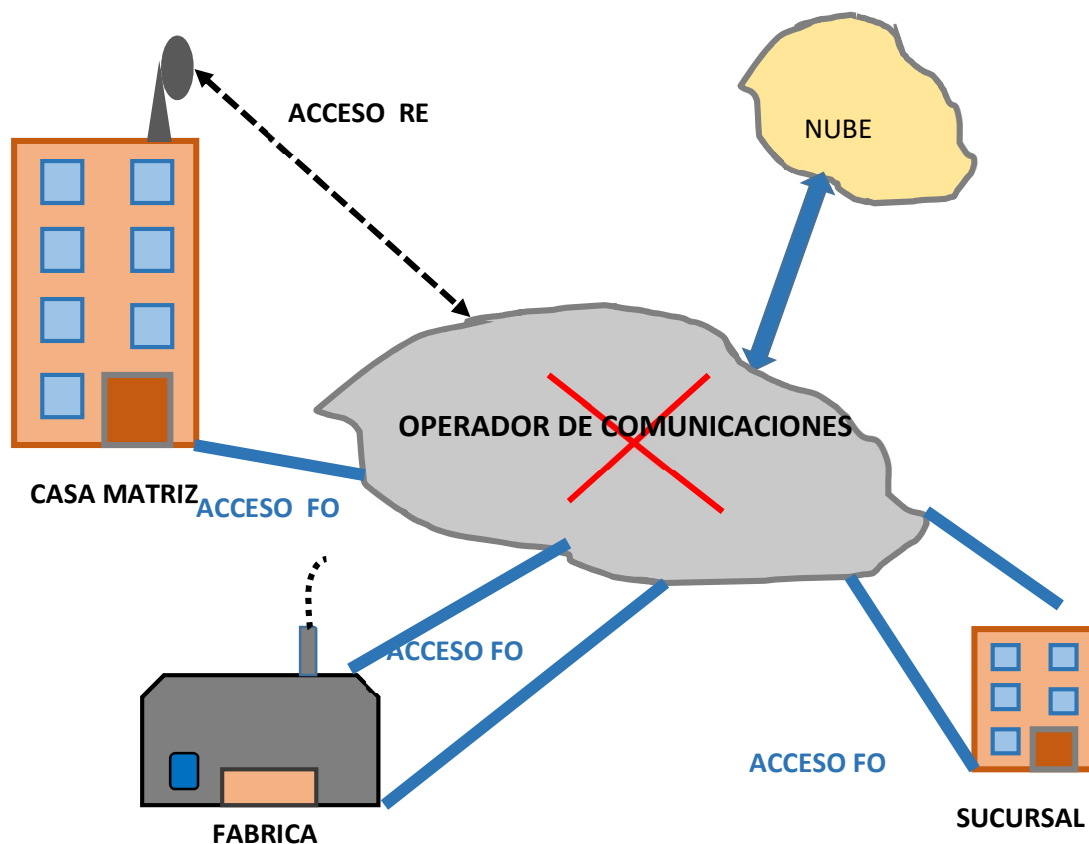 ACCESO RE
NUBE
OPERADOR DE COMUNICACIONES
CASA MATRIZ
ACCESO FO
ACCESO FO
ACCESO FO
SUCURSAL
FABRICA